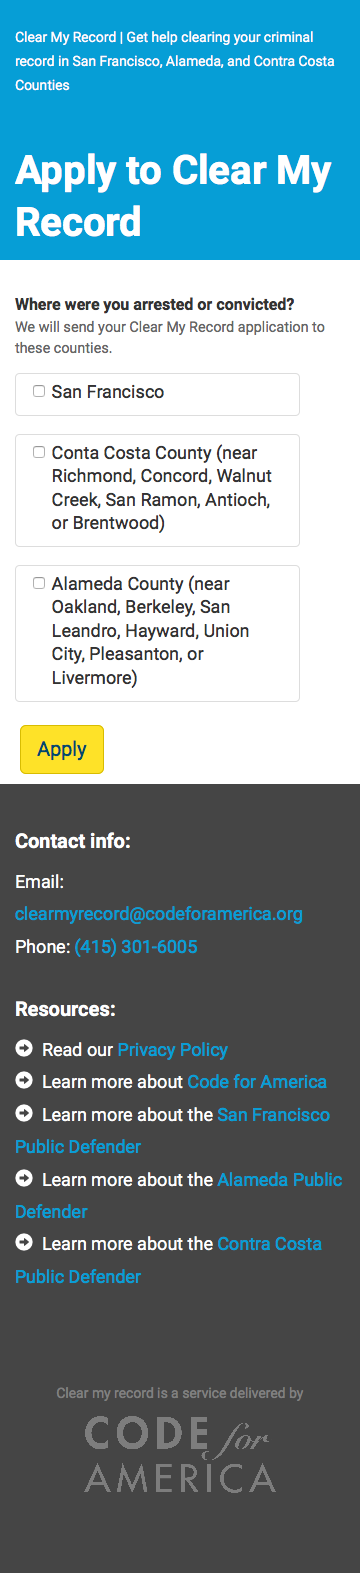 Clear My Record | Get help clearing your criminal
record in San Francisco, Alameda, and Contra Costa
Counties
Apply to Clear My
Record
Where were you arrested or convicted?
We will send your Clear My Record application to
these counties.
San Francisco
Conta Costa County (near
Richmond, Concord, Walnut
Creek, San Ramon, Antioch,
or Brentwood)
Alameda County (near
Oakland, Berkeley, San
Leandro, Hayward, Union
City, Pleasanton, or
Livermore)
Apply
Contact info:
Email:
clearmyrecord@codeforamerica.org
Phone: (415) 301-6005
Resources:
Read our Privacy Policy
Learn more about Code for America
Learn more about the San Francisco
Public Defender
Learn more about the Alameda Public
Defender
Learn more about the Contra Costa
Public Defender
Clear my record is a service delivered by
CODE for
AMERICA